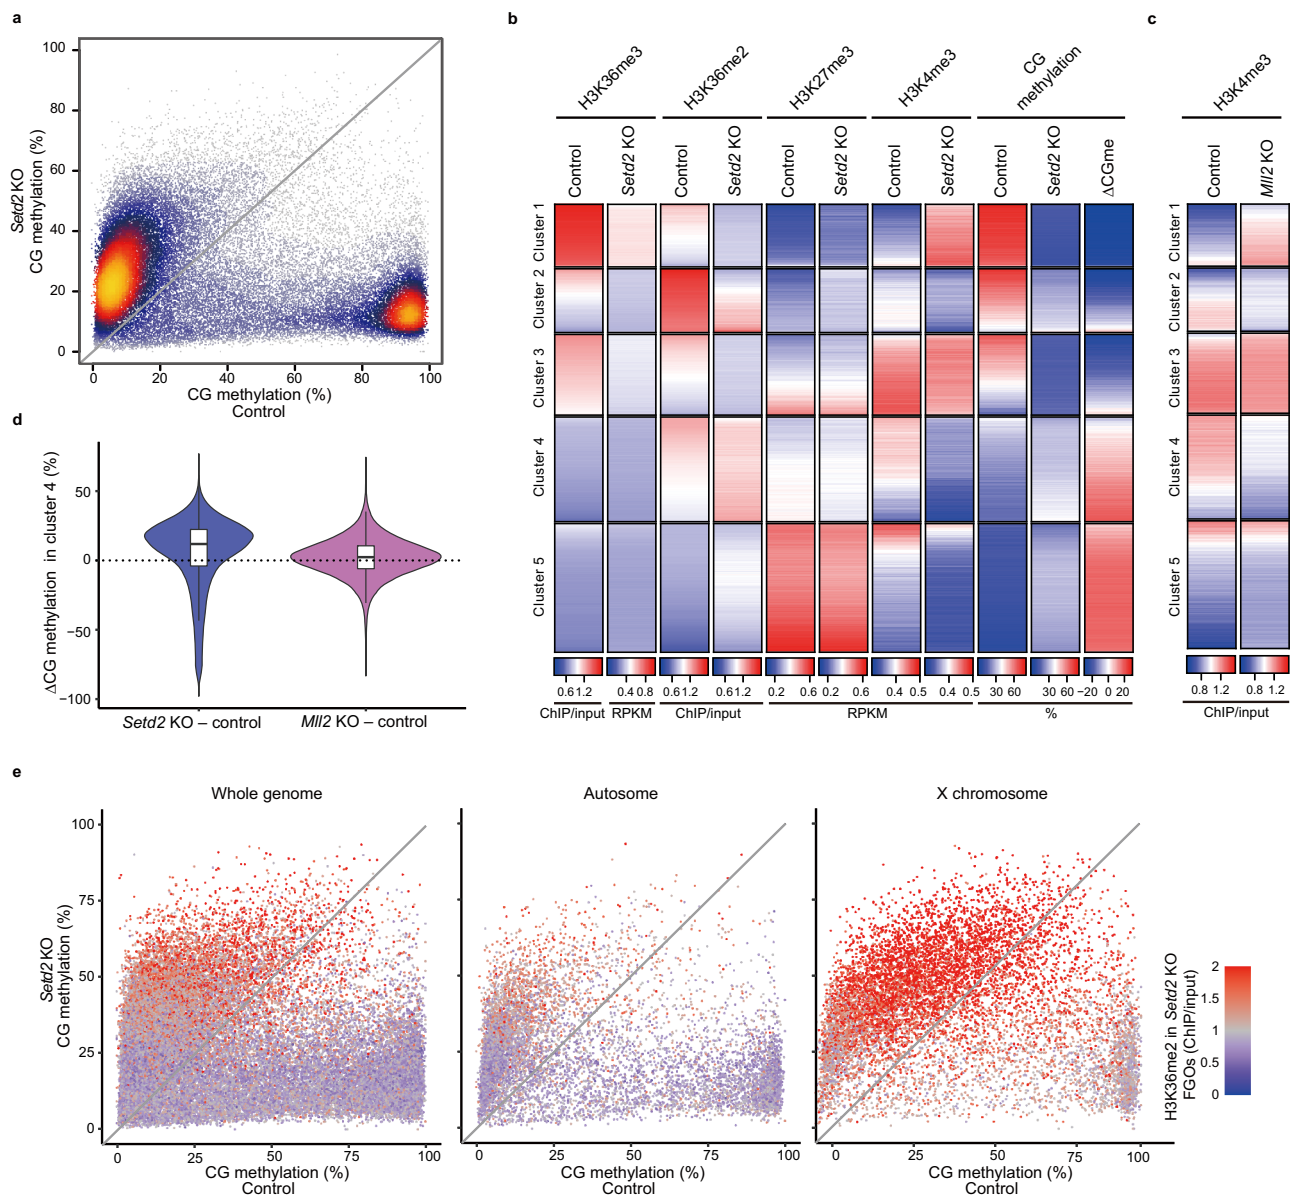 a
Setd2 KO
CG methylation (%)
100
80
60
40
20
0
0 20 40 60 80 100
CG methylation (%)
Control
b
H3K36me3 H3K36me2 H3K27me3 H3K4me3 CG methylation
Control Setd2 KO Control Setd2 KO Control Setd2 KO Control Setd2 KO Control Setd2 KO ΔCGme
Cluster 1
Cluster 2
Cluster 3
Cluster 4
Cluster 5
0.6 1.2 0.4 0.8 0.6 1.2 0.6 1.2 0.2 0.6 0.2 0.6 0.4 0.5 0.4 0.5 30 60 30 60 −20 0 20
ChIP/input RPKM ChIP/input RPKM %
c
H3K4me3
Control Mll2 KO
Cluster 1
Cluster 2
Cluster 3
Cluster 4
Cluster 5
0.8 1.2 0.8 1.2
ChIP/input
d
ΔCG methylation in cluster 4 (%)
50
0
−50
−100
Setd2 KO – control Mll2 KO – control
e
Whole genome Autosome X chromosome
Setd2 KO
CG methylation (%)
100
75
50
25
0
0 25 50 75 100 0 25 50 75 100 0 25 50 75 100
CG methylation (%) CG methylation (%) CG methylation (%)
Control Control Control
H3K36me2 in Setd2 KO
FGOs (ChIP/input)
2
1.5
1
0.5
0